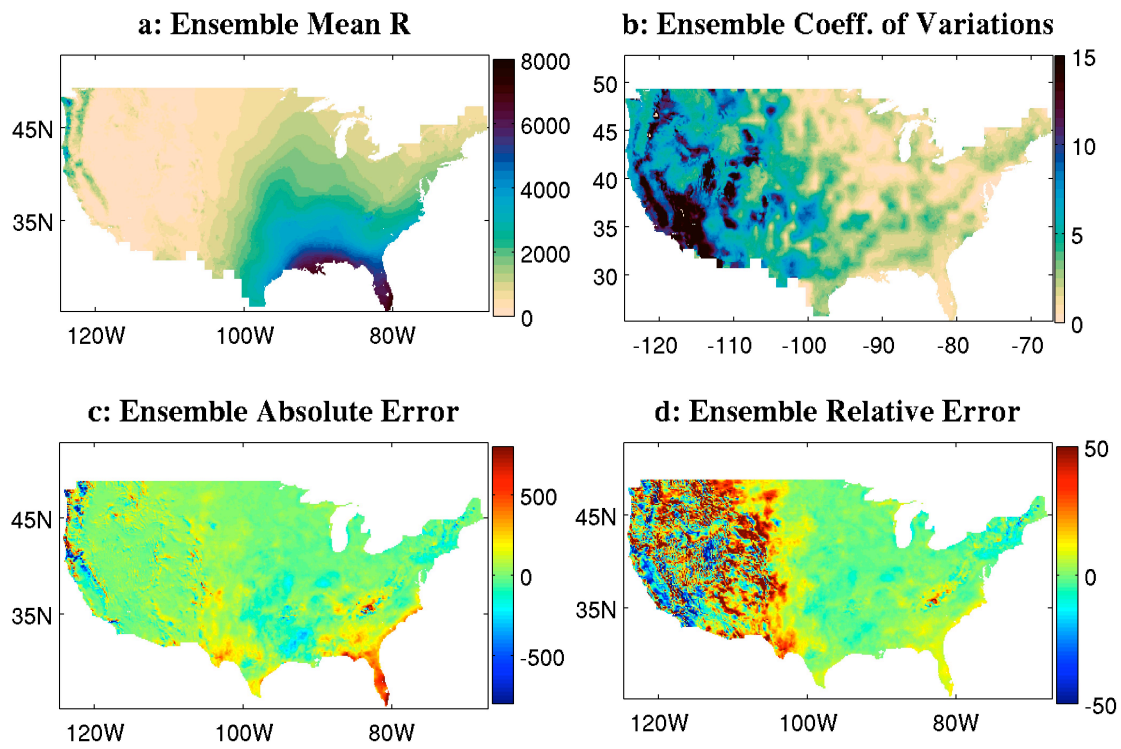 a: Ensemble Mean R
b: Ensemble Coeff. of Variations
45N
35N
120W
100W
80W
8000
6000
4000
2000
0
50
45
40
35
30
-120
-110
-100
-90
-80
-70
15
10
5
0
c: Ensemble Absolute Error
d: Ensemble Relative Error
45N
35N
120W
100W
80W
500
0
-500
45N
35N
120W
100W
80W
50
0
-50